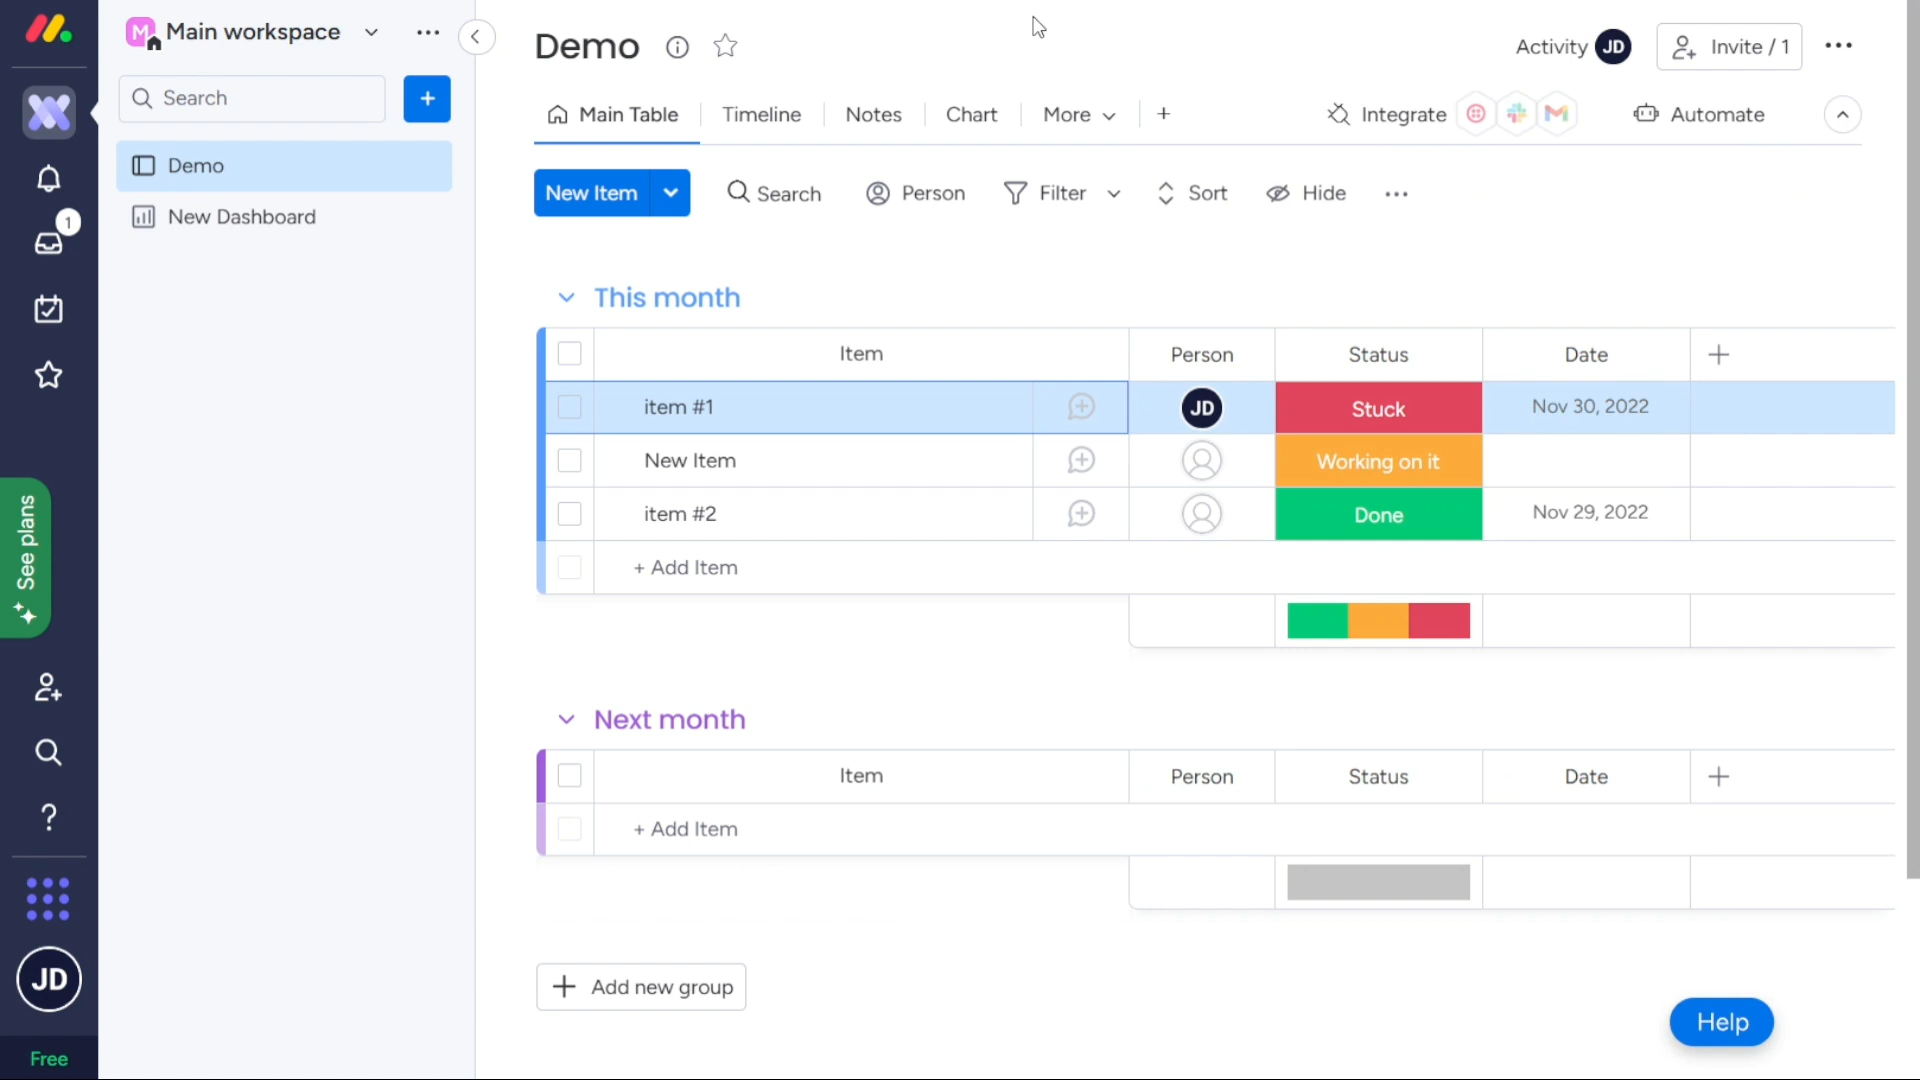 M Main workspace
Search
+
Demo
New Dashboard
1
See plans
?
JD
Free
Demo
Activity JD Invite / 1
Main Table Timeline Notes Chart More + Integrate M Automate
New Item Search Person Filter Sort Hide
This month
Item Person Status Date +
item #1 JD Stuck Nov 30, 2022
New Item Working on it
item #2 Done Nov 29, 2022
+ Add Item
Next month
Item Person Status Date +
+ Add Item
+ Add new group
Help